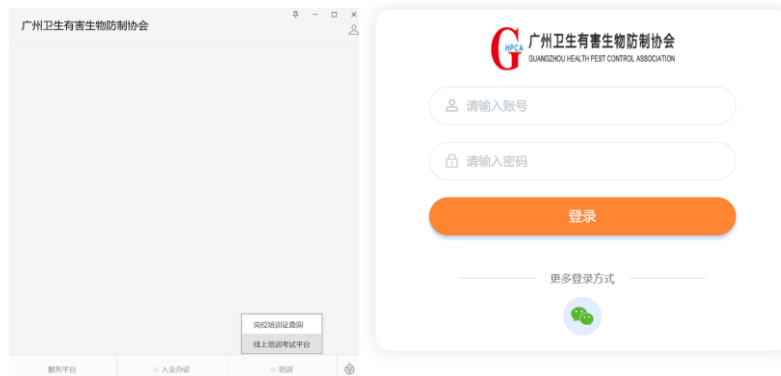 广州卫生有害生物防制协会
岗位培训证查询
线上培训考试平台
服务平台
入会办证
培训
HPCA
广州卫生有害生物防制协会
GUANGZHOU HEALTH PEST CONTROL ASSOCIATION
请输入账号
请输入密码
登录
更多登录方式